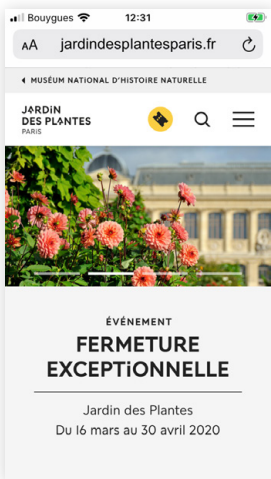 Bouygues 12:31
AA jardindesplantesparis.fr
MUSÉUM NATIONAL D'HiSTOiRE NATURELLE
JARDiN
DES PLANTES
PARiS
ÉVÉNEMENT
FERMETURE
EXCEPTiONNELLE
Jardin des Plantes
Du 16 mars au 30 avril 2020